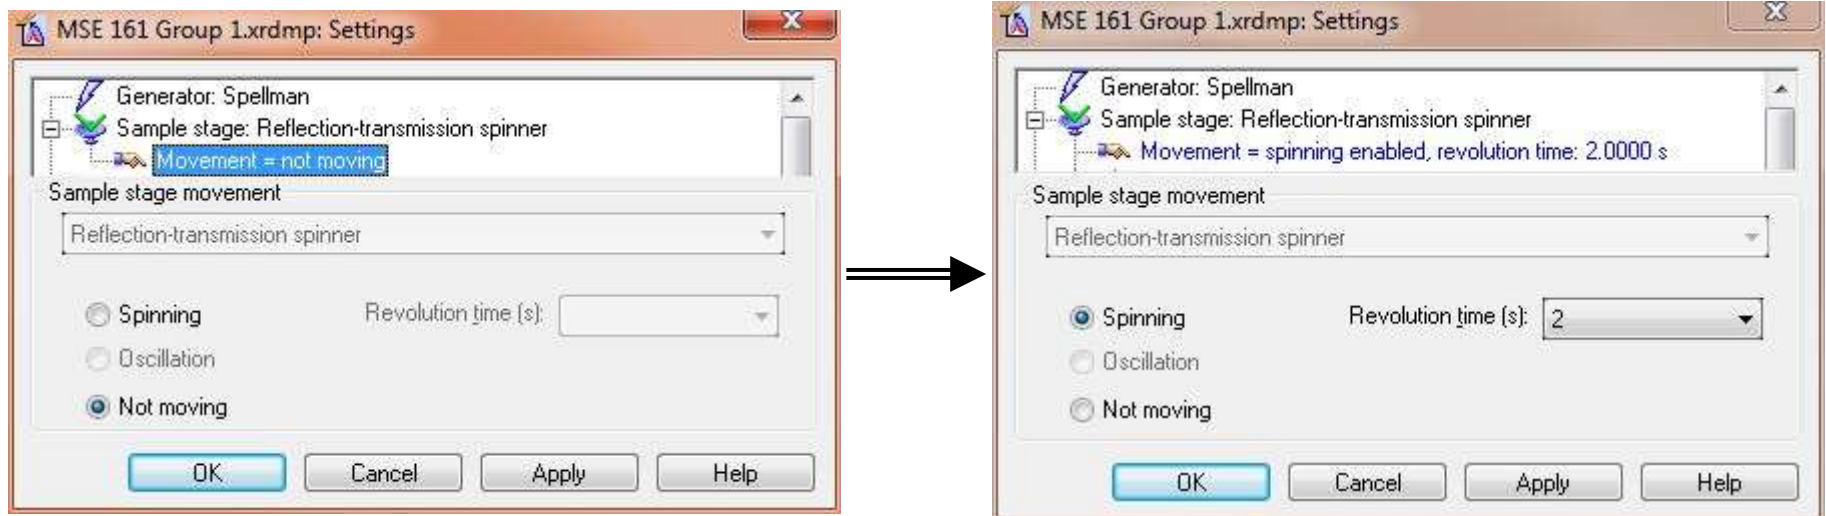 MSE 161 Group 1.xrdmp: Settings
Generator: Spellman
Sample stage: Reflection-transmission spinner
Movement = not moving
Sample stage movement
Reflection-transmission spinner
Spinning Revolution time (s):
Oscillation
Not moving
OK Cancel Apply Help
MSE 161 Group 1.xrdmp: Settings
Generator: Spellman
Sample stage: Reflection-transmission spinner
Movement = spinning enabled, revolution time: 2.0000 s
Sample stage movement
Reflection-transmission spinner
Spinning Revolution time (s): 2
Oscillation
Not moving
OK Cancel Apply Help